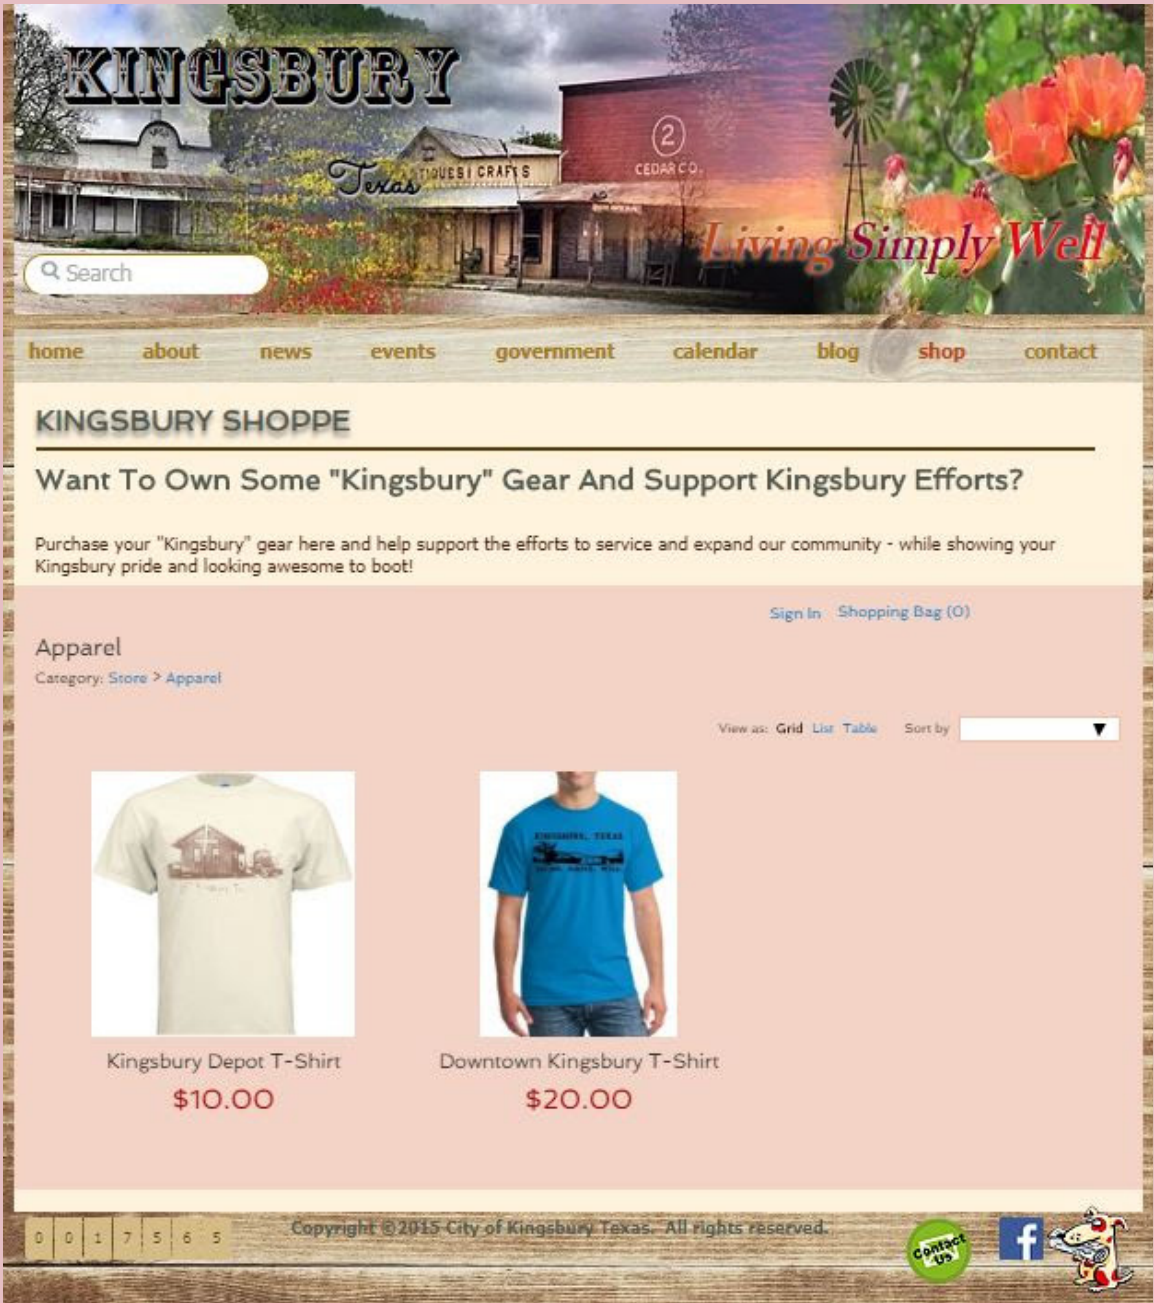 KINGSBURY
Texas
ANTIQUES & CRAFTS
2
CEDAR CO.
Living Simply Well
Search
home about news events government calendar blog shop contact
KINGSBURY SHOPPE
Want To Own Some "Kingsbury" Gear And Support Kingsbury Efforts?
Purchase your "Kingsbury" gear here and help support the efforts to service and expand our community - while showing your
Kingsbury pride and looking awesome to boot!
Sign In Shopping Bag (0)
Apparel
Category: Store > Apparel
View as: Grid List Table Sort by
KINGSBURY, TEXAS
Kingsbury Depot T-Shirt Downtown Kingsbury T-Shirt
$10.00 $20.00
0 0 1 7 5 6 5
Copyright ©2015 City of Kingsbury Texas. All rights reserved.
Contact
Us
f